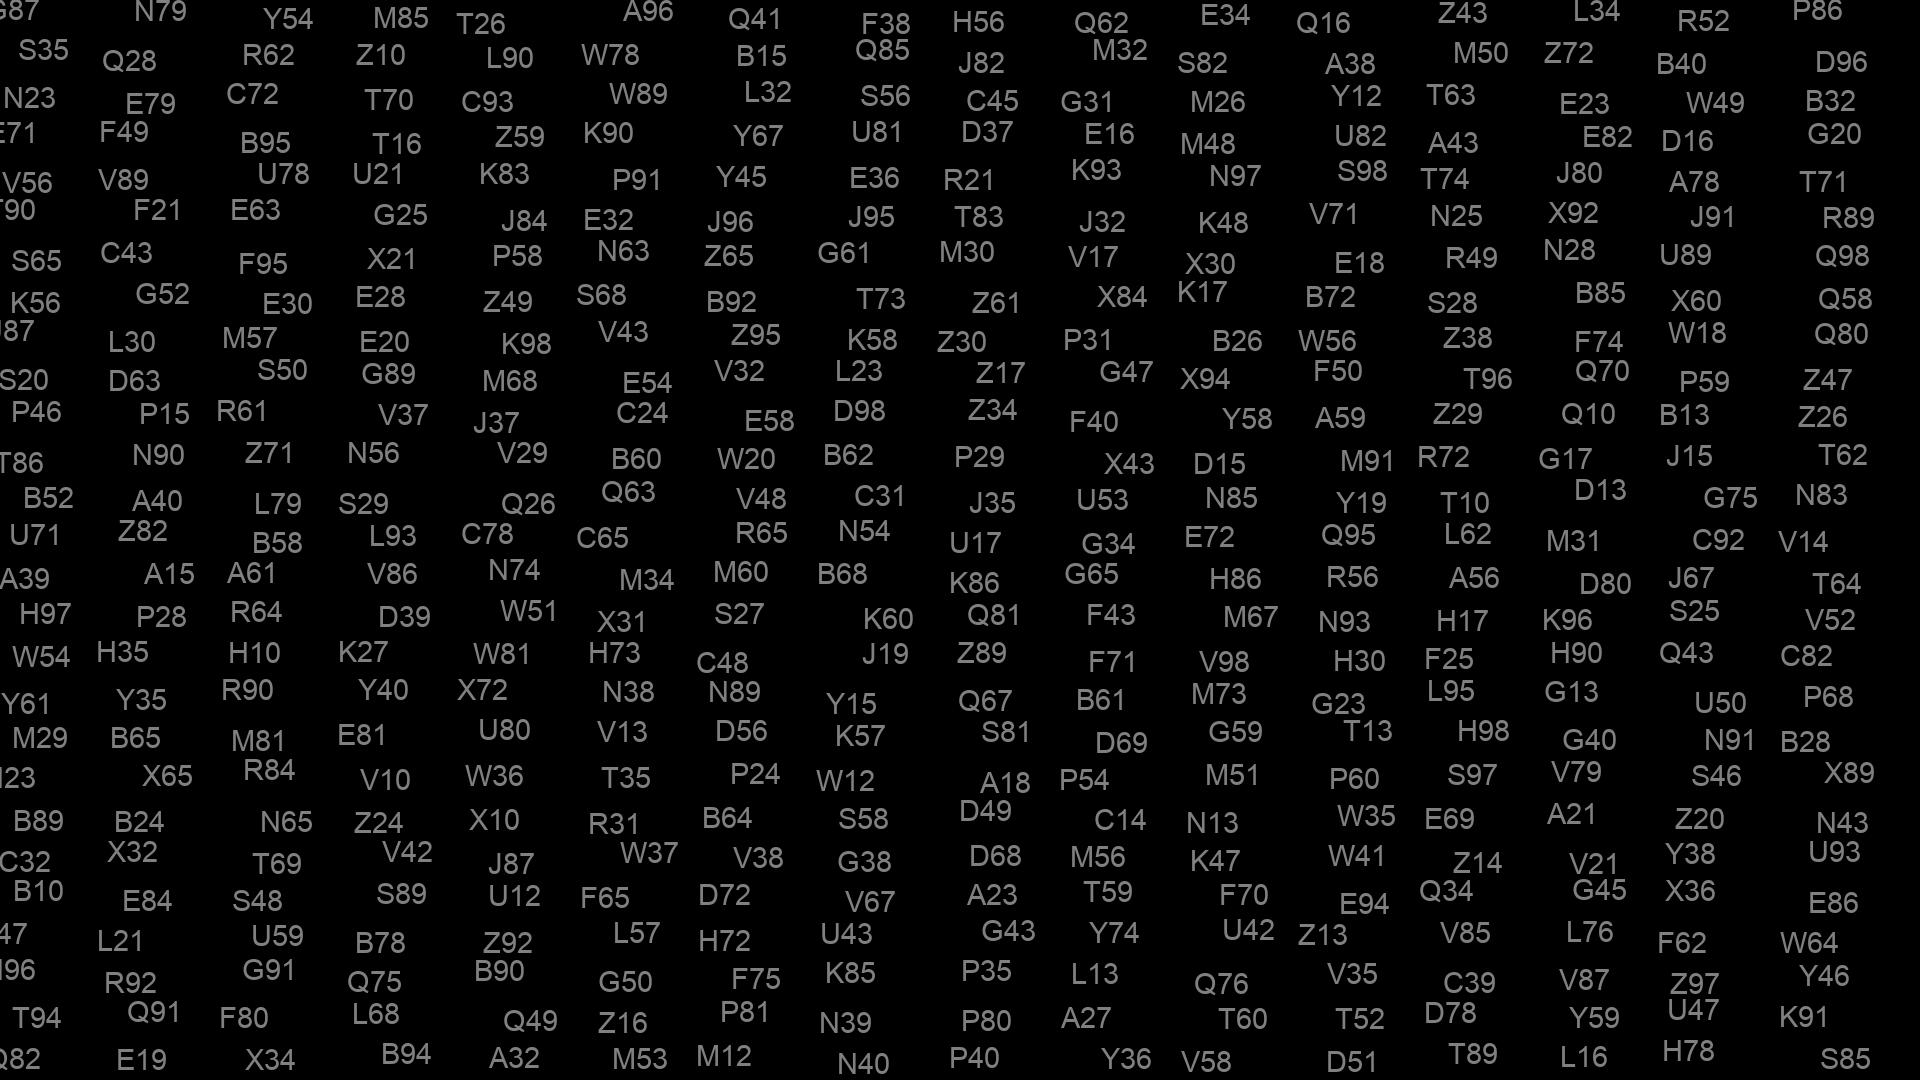 G87 N79 Y54 M85 T26 A96 Q41 F38 H56 Q62 E34 Q16 Z43 L34 R52 P86
S35 Q28 R62 Z10 L90 W78 B15 Q85 J82 M32 S82 A38 M50 Z72 B40 D96
N23 E79 C72 T70 C93 W89 L32 S56 C45 G31 M26 Y12 T63 E23 W49 B32
E71 F49 B95 T16 Z59 K90 Y67 U81 D37 E16 M48 U82 A43 E82 D16 G20
V56 V89 U78 U21 K83 P91 Y45 E36 R21 K93 N97 S98 T74 J80 A78 T71
T90 F21 E63 G25 J84 E32 J96 J95 T83 J32 K48 V71 N25 X92 J91 R89
S65 C43 F95 X21 P58 N63 Z65 G61 M30 V17 X30 E18 R49 N28 U89 Q98
K56 G52 E30 E28 Z49 S68 B92 T73 Z61 X84 K17 B72 S28 B85 X60 Q58
87 L30 M57 E20 K98 V43 Z95 K58 Z30 P31 B26 W56 Z38 F74 W18 Q80
S20 D63 S50 G89 M68 E54 V32 L23 Z17 G47 X94 F50 T96 Q70 P59 Z47
P46 P15 R61 V37 J37 C24 E58 D98 Z34 F40 Y58 A59 Z29 Q10 B13 Z26
T86 N90 Z71 N56 V29 B60 W20 B62 P29 X43 D15 M91 R72 G17 J15 T62
B52 A40 L79 S29 Q26 Q63 V48 C31 J35 U53 N85 Y19 T10 D13 G75 N83
U71 Z82 B58 L93 C78 C65 R65 N54 U17 G34 E72 Q95 L62 M31 C92 V14
A39 A15 A61 V86 N74 M34 M60 B68 K86 G65 H86 R56 A56 D80 J67 T64
H97 P28 R64 D39 W51 X31 S27 K60 Q81 F43 M67 N93 H17 K96 S25 V52
W54 H35 H10 K27 W81 H73 C48 J19 Z89 F71 V98 H30 F25 H90 Q43 C82
Y61 Y35 R90 Y40 X72 N38 N89 Y15 Q67 B61 M73 G23 L95 G13 U50 P68
M29 B65 M81 E81 U80 V13 D56 K57 S81 D69 G59 T13 H98 G40 N91 B28
23 X65 R84 V10 W36 T35 P24 W12 A18 P54 M51 P60 S97 V79 S46 X89
B89 B24 N65 Z24 X10 R31 B64 S58 D49 C14 N13 W35 E69 A21 Z20 N43
C32 X32 T69 V42 J87 W37 V38 G38 D68 M56 K47 W41 Z14 V21 Y38 U93
B10 E84 S48 S89 U12 F65 D72 V67 A23 T59 F70 E94 Q34 G45 X36 E86
47 L21 U59 B78 Z92 L57 H72 U43 G43 Y74 U42 Z13 V85 L76 F62 W64
96 R92 G91 Q75 B90 G50 F75 K85 P35 L13 Q76 V35 C39 V87 Z97 Y46
T94 Q91 F80 L68 Q49 Z16 P81 N39 P80 A27 T60 T52 D78 Y59 U47 K91
Q82 E19 X34 B94 A32 M53 M12 N40 P40 Y36 V58 D51 T89 L16 H78 S85